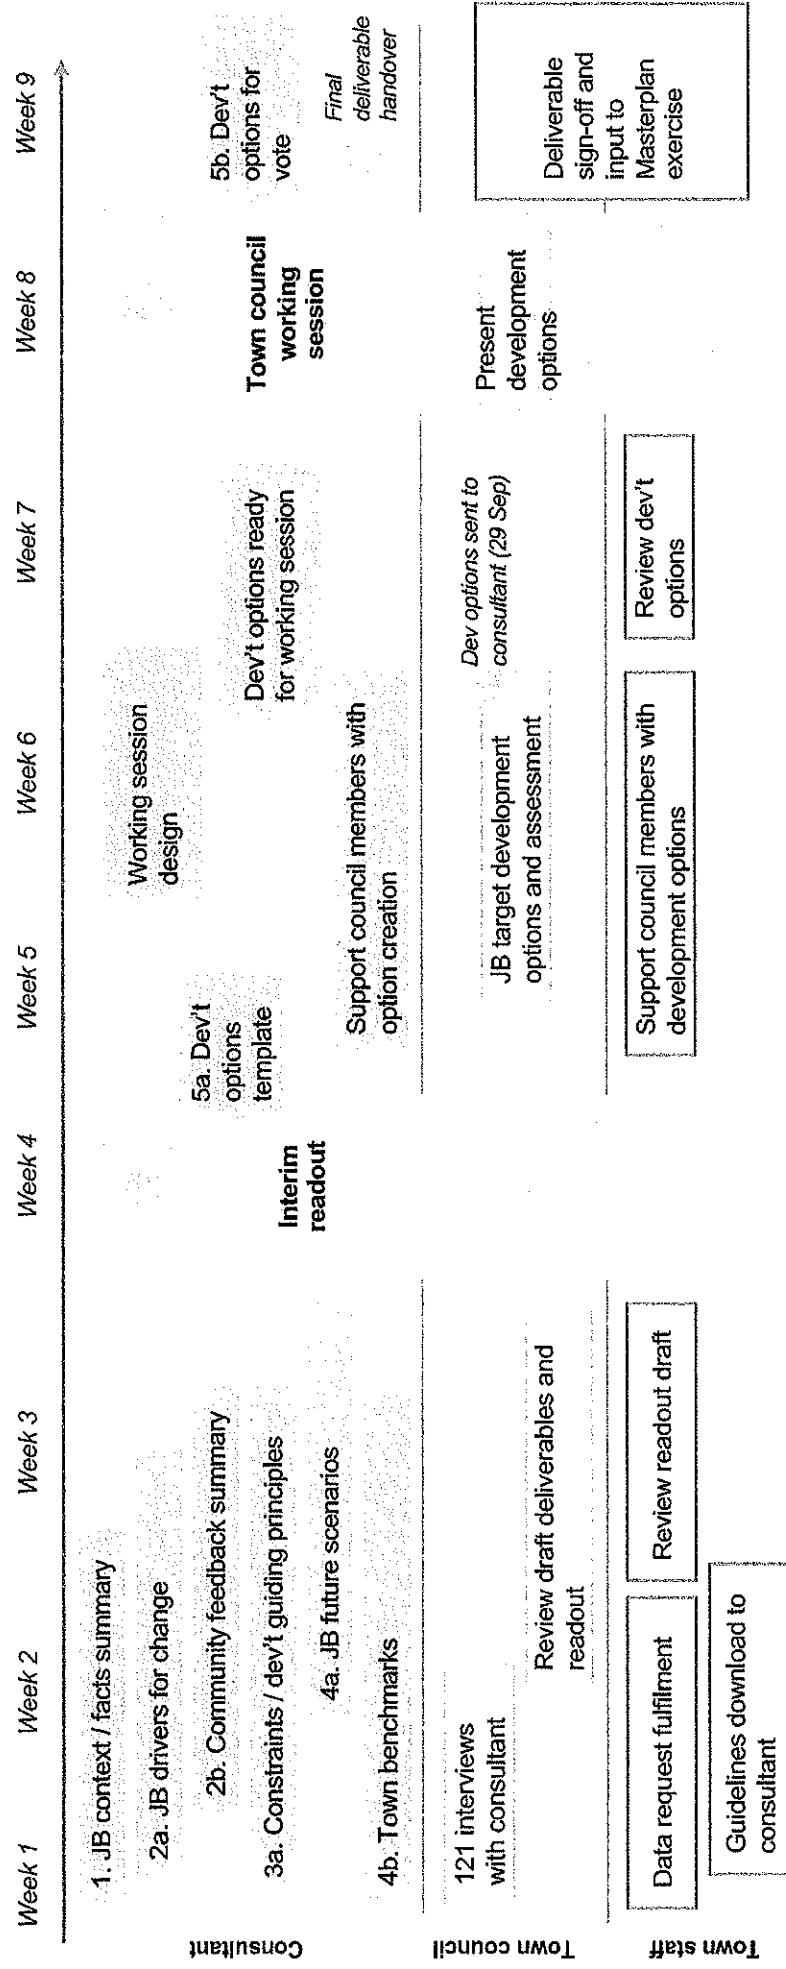 Week 1
Week 2
Week 3
Week 4
Week 5
Week 6
Week 7
Week 8
Week 9
Consultant
1. JB context / facts summary
2a. JB drivers for change
2b. Community feedback summary
3a. Constraints / dev't guiding principles
4a. JB future scenarios
4b. Town benchmarks
Interim
readout
5a. Dev't
options
template
Working session
design
Support council members with
option creation
Dev't options ready
for working session
Town council
working
session
5b. Dev't
options for
vote
Final
deliverable
handover
Town council
121 interviews
with consultant
Review draft deliverables and
readout
JB target development
options and assessment
Dev options sent to
consultant (29 Sep)
Present
development
options
Deliverable
sign-off and
input to
Masterplan
exercise
Town staff
Data request fulfilment
Review readout draft
Guidelines download to
consultant
Support council members with
development options
Review dev't
options